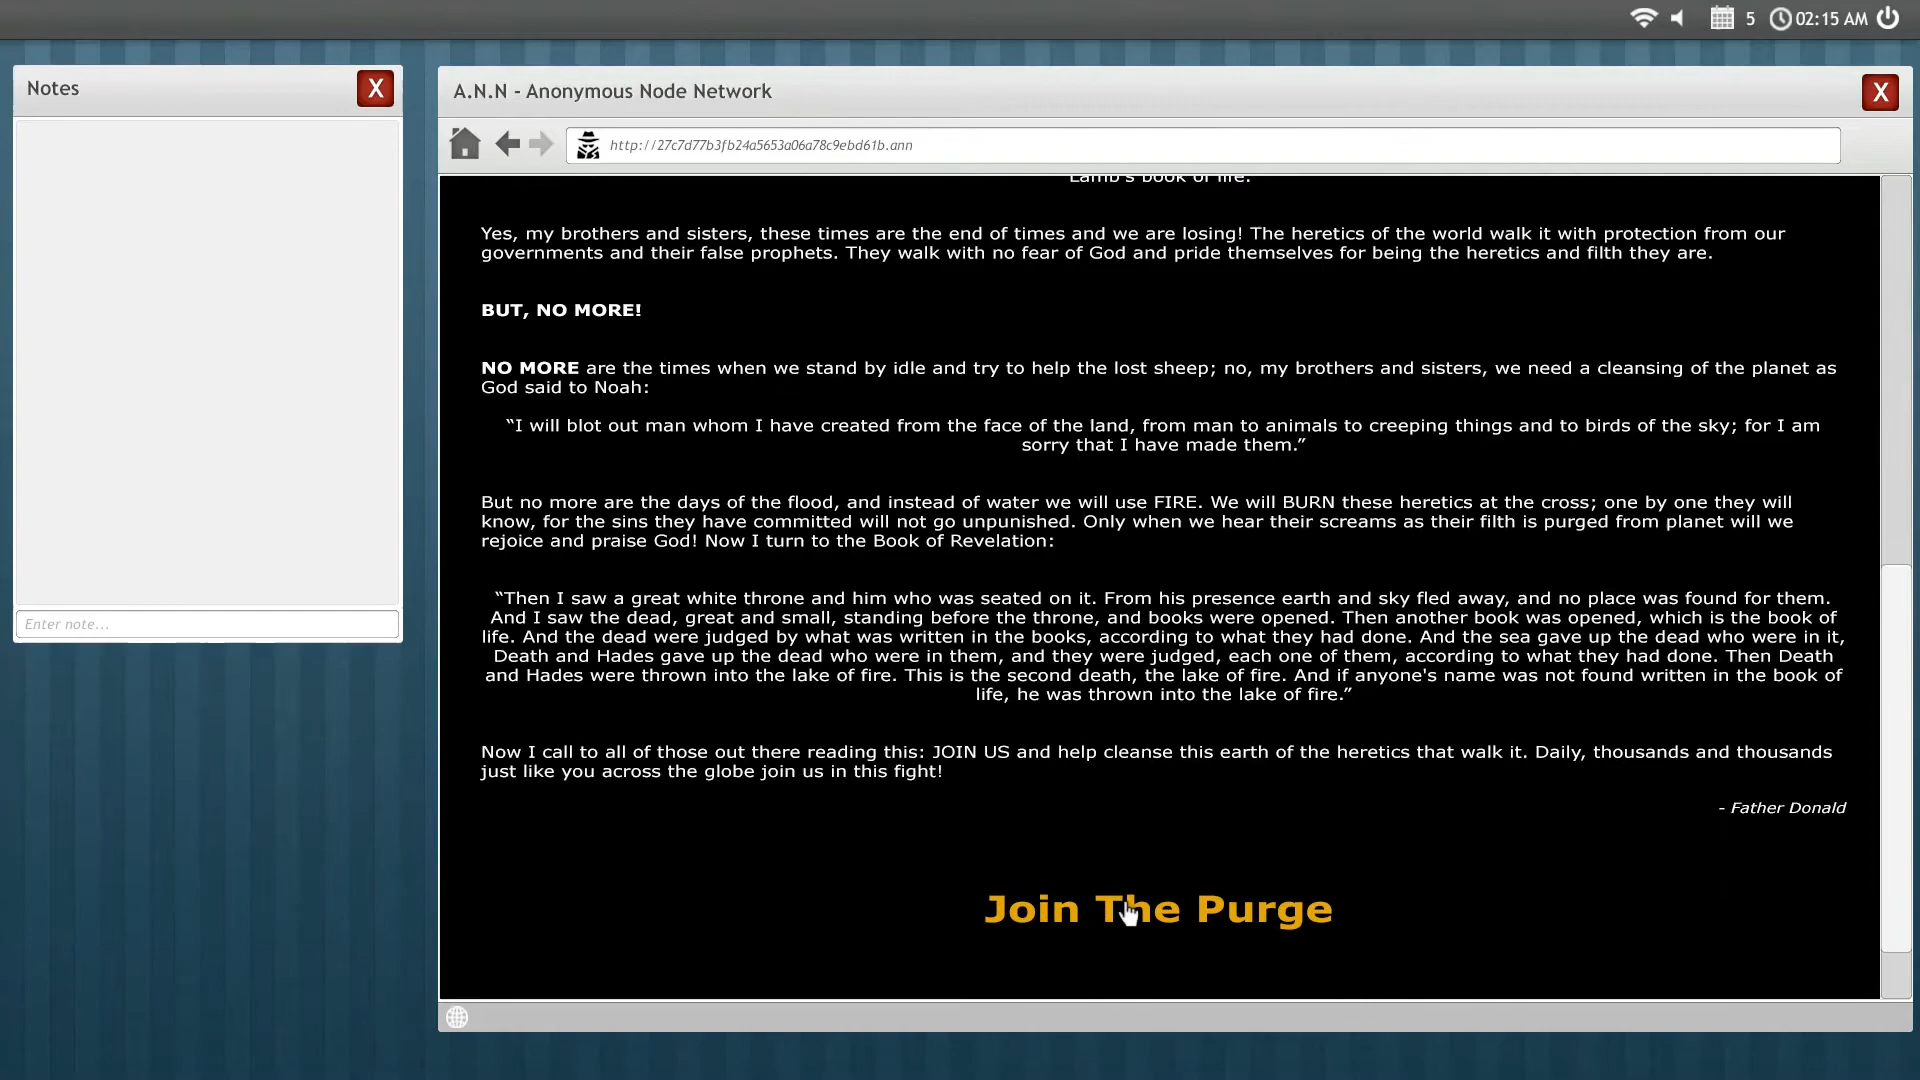 5 02:15 AM
Notes X
A.N.N - Anonymous Node Network X
http://27c7d77b3fb24a5653a06a78c9ebd61b.ann
Lamb's book of life.
Yes, my brothers and sisters, these times are the end of times and we are losing! The heretics of the world walk it with protection from our
governments and their false prophets. They walk with no fear of God and pride themselves for being the heretics and filth they are.
BUT, NO MORE!
NO MORE are the times when we stand by idle and try to help the lost sheep; no, my brothers and sisters, we need a cleansing of the planet as
God said to Noah:
“I will blot out man whom I have created from the face of the land, from man to animals to creeping things and to birds of the sky; for I am
sorry that I have made them.”
But no more are the days of the flood, and instead of water we will use FIRE. We will BURN these heretics at the cross; one by one they will
know, for the sins they have committed will not go unpunished. Only when we hear their screams as their filth is purged from planet will we
rejoice and praise God! Now I turn to the Book of Revelation:
“Then I saw a great white throne and him who was seated on it. From his presence earth and sky fled away, and no place was found for them.
And I saw the dead, great and small, standing before the throne, and books were opened. Then another book was opened, which is the book of
life. And the dead were judged by what was written in the books, according to what they had done. And the sea gave up the dead who were in it,
Death and Hades gave up the dead who were in them, and they were judged, each one of them, according to what they had done. Then Death
and Hades were thrown into the lake of fire. This is the second death, the lake of fire. And if anyone's name was not found written in the book of
life, he was thrown into the lake of fire.”
Now I call to all of those out there reading this: JOIN US and help cleanse this earth of the heretics that walk it. Daily, thousands and thousands
just like you across the globe join us in this fight!
- Father Donald
Join The Purge
Enter note...